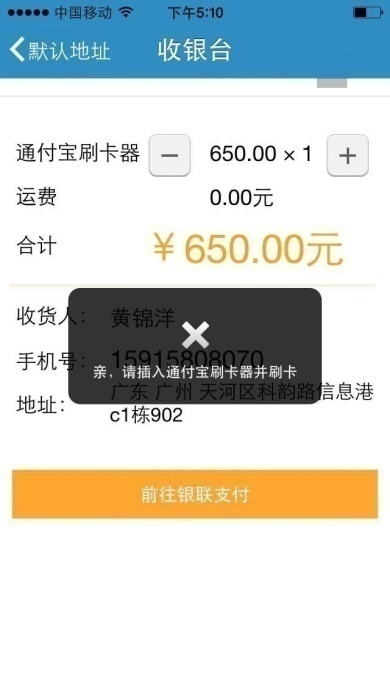 中国移动 下午5:10
默认地址 收银台
通付宝刷卡器 − 650.00 × 1 +
运费 0.00元
合计 ￥650.00元
收货人: 黄锦洋
手机号: 15915808070
亲，请插入通付宝刷卡器并刷卡
地址: 广东 广州 天河区科韵路信息港
c1栋902
前往银联支付